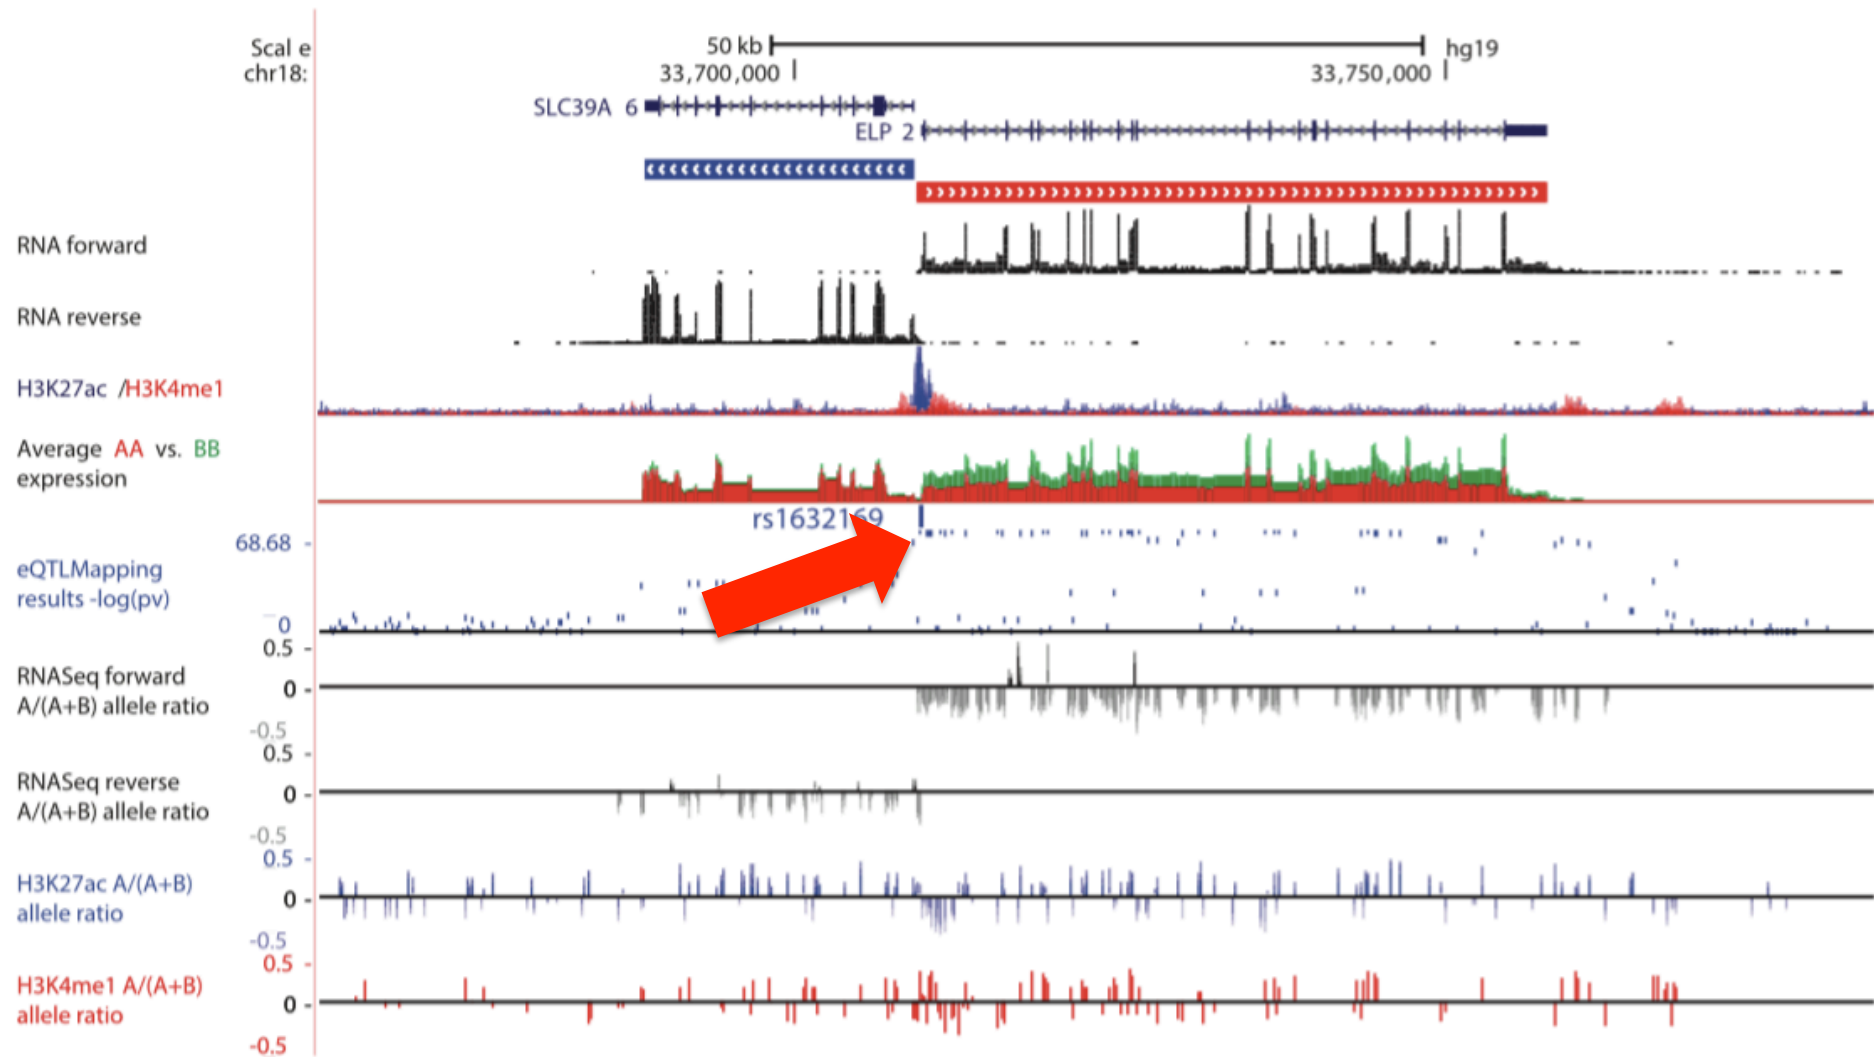 Scal e 50 kb hg19
chr18: 33,700,000 33,750,000
SLC39A 6
ELP 2
RNA forward
RNA reverse
H3K27ac /H3K4me1
Average AA vs. BB
expression
rs1632169
68.68 -
eQTLMapping
results -log(pv)
0
0.5 -
RNASeq forward
0 -
A/(A+B) allele ratio
-0.5
0.5 -
RNASeq reverse
0 -
A/(A+B) allele ratio
-0.5
0.5 -
H3K27ac A/(A+B)
0 -
allele ratio
-0.5
0.5 -
H3K4me1 A/(A+B)
0 -
allele ratio
-0.5